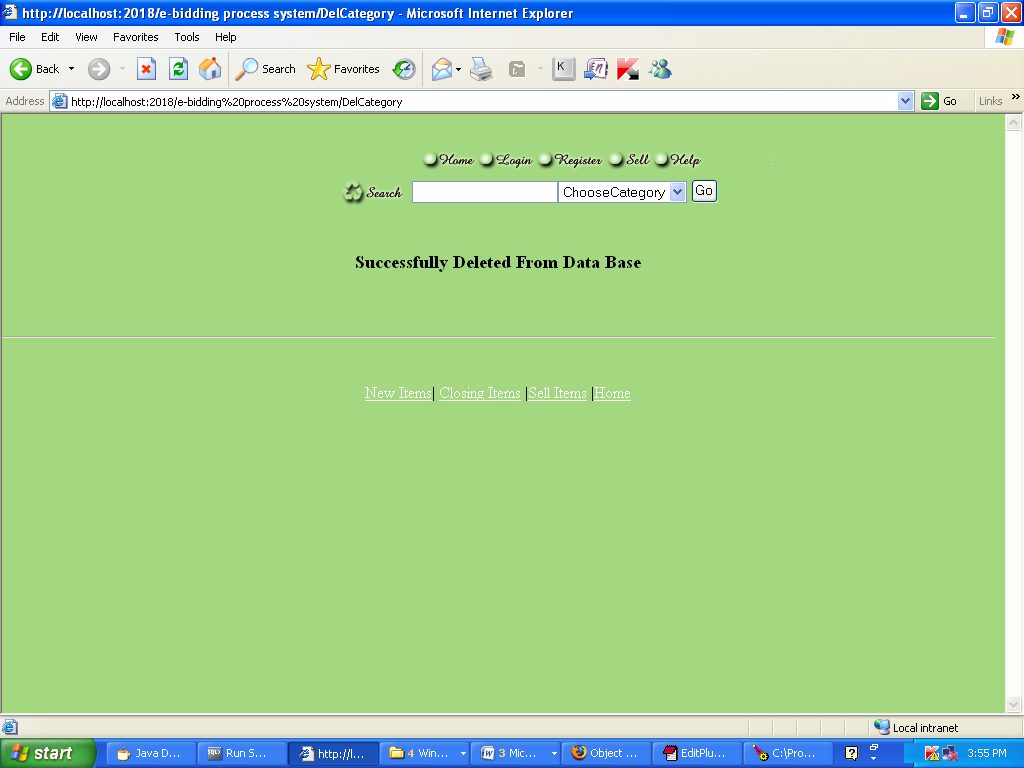 http://localhost:2018/e-bidding process system/DelCategory - Microsoft Internet Explorer
File Edit View Favorites Tools Help
Back Search Favorites K
Address http://localhost:2018/e-bidding%20process%20system/DelCategory Go Links »
Home Login Register Sell Help
Search ChooseCategory Go
Successfully Deleted From Data Base
New Items| Closing Items |Sell Items |Home
Local intranet
start Java D... Run S... http://l... 4 Win... 3 Mic... Object ... EditPlu... C:\Pro... 3:55 PM